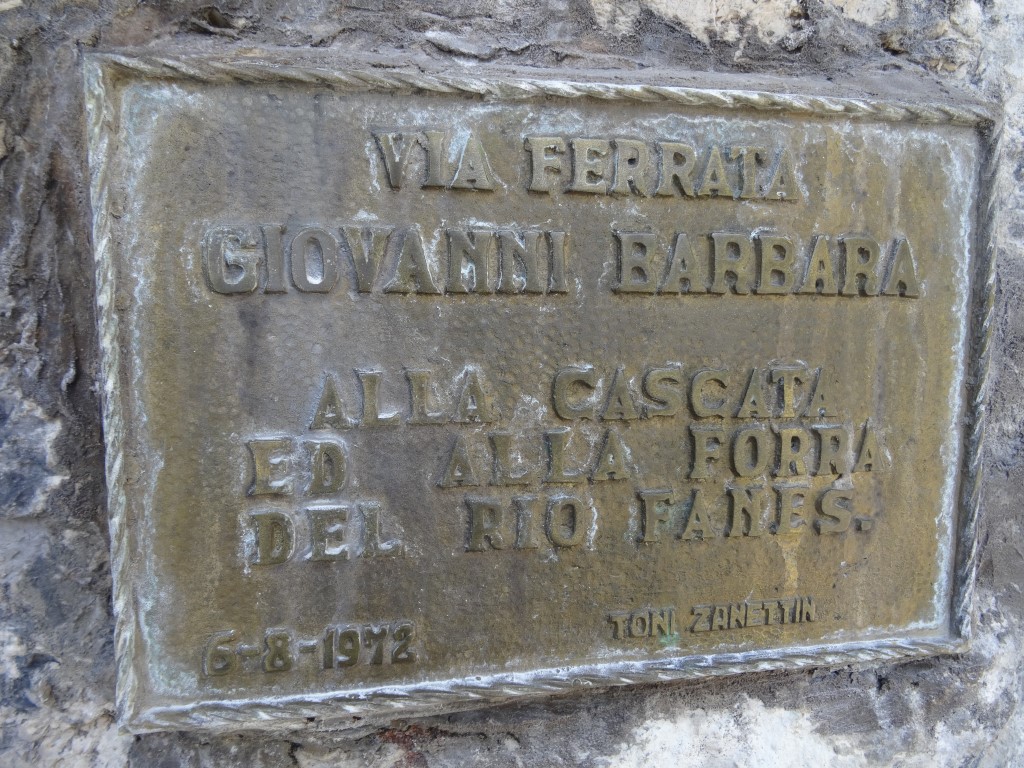 VIA FERRATA
GIOVANNI BARBARA
ALLA CASCATA
ED ALLA FORRA
DEL RIO FANES.
6-8-1972 TONI ZANETTIN